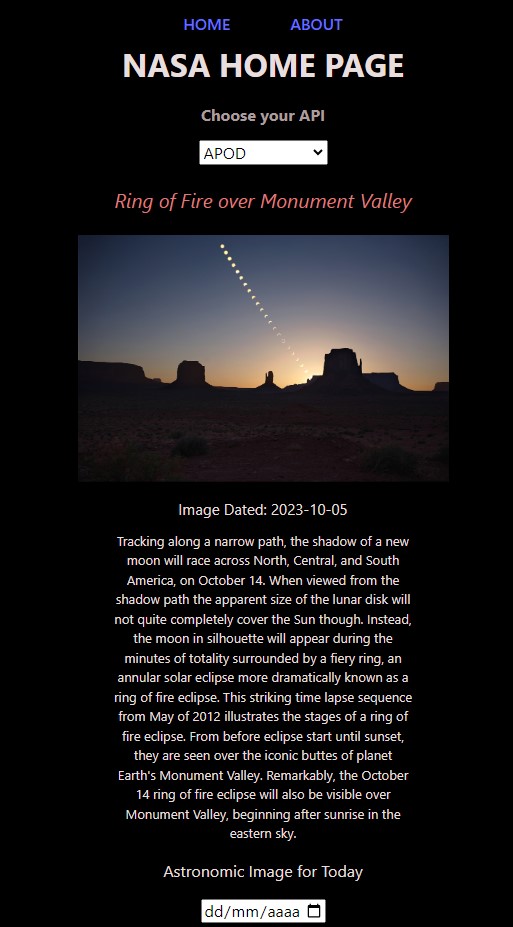 HOME ABOUT
NASA HOME PAGE
Choose your API
APOD
Ring of Fire over Monument Valley
Image Dated: 2023-10-05
Tracking along a narrow path, the shadow of a new
moon will race across North, Central, and South
America, on October 14. When viewed from the
shadow path the apparent size of the lunar disk will
not quite completely cover the Sun though. Instead,
the moon in silhouette will appear during the
minutes of totality surrounded by a fiery ring, an
annular solar eclipse more dramatically known as a
ring of fire eclipse. This striking time lapse sequence
from May of 2012 illustrates the stages of a ring of
fire eclipse. From before eclipse start until sunset,
they are seen over the iconic buttes of planet
Earth's Monument Valley. Remarkably, the October
14 ring of fire eclipse will also be visible over
Monument Valley, beginning after sunrise in the
eastern sky.
Astronomic Image for Today
dd/mm/aaaa